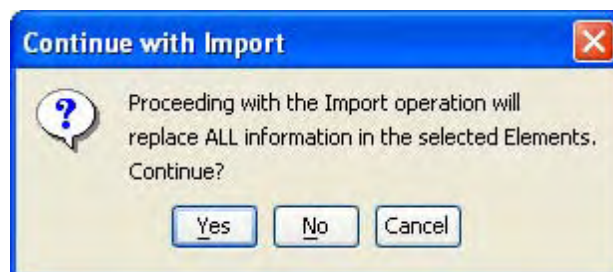 Continue with Import
Proceeding with the Import operation will
replace ALL information in the selected Elements.
Continue?
Yes No Cancel